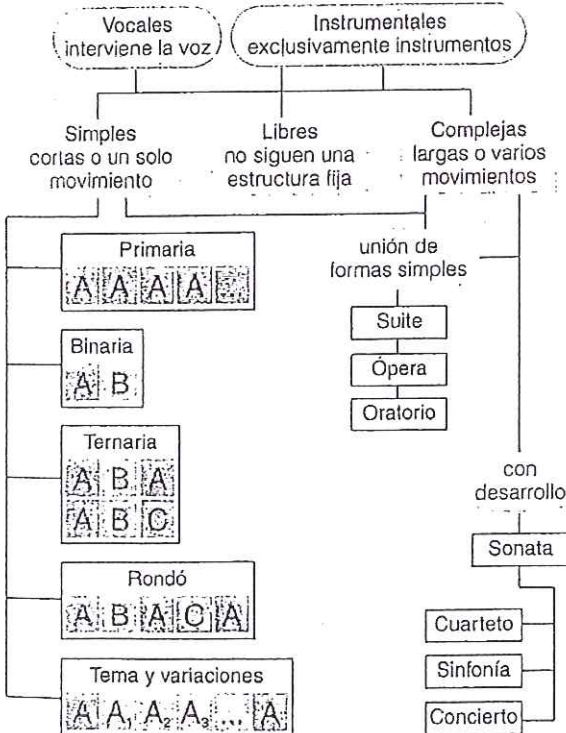 Vocales
interviene la voz
Instrumentales
exclusivamente instrumentos
Simples
cortas o un solo
movimiento
Libres
no siguen una
estructura fija
Complejas
largas o varios
movimientos
Primaria
A A A A ...
Binaria
A B
Ternaria
A B A
A B C
Rondó
A B A C A
Tema y variaciones
A A₁ A₂ A₃ ... A
unión de
formas simples
Suite
Ópera
Oratorio
con
desarrollo
Sonata
Cuarteto
Sinfonía
Concierto